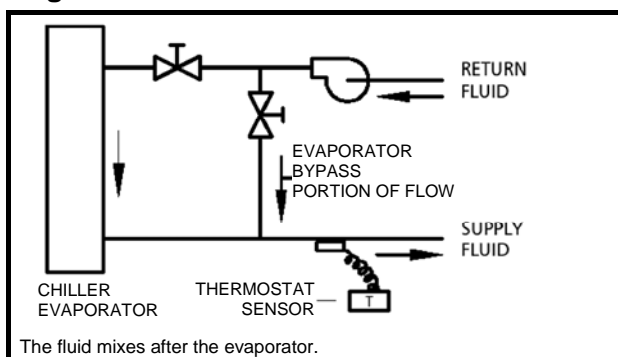 RETURN
FLUID
EVAPORATOR
BYPASS
PORTION OF FLOW
SUPPLY
FLUID
CHILLER
EVAPORATOR
THERMOSTAT
SENSOR
T
The fluid mixes after the evaporator.